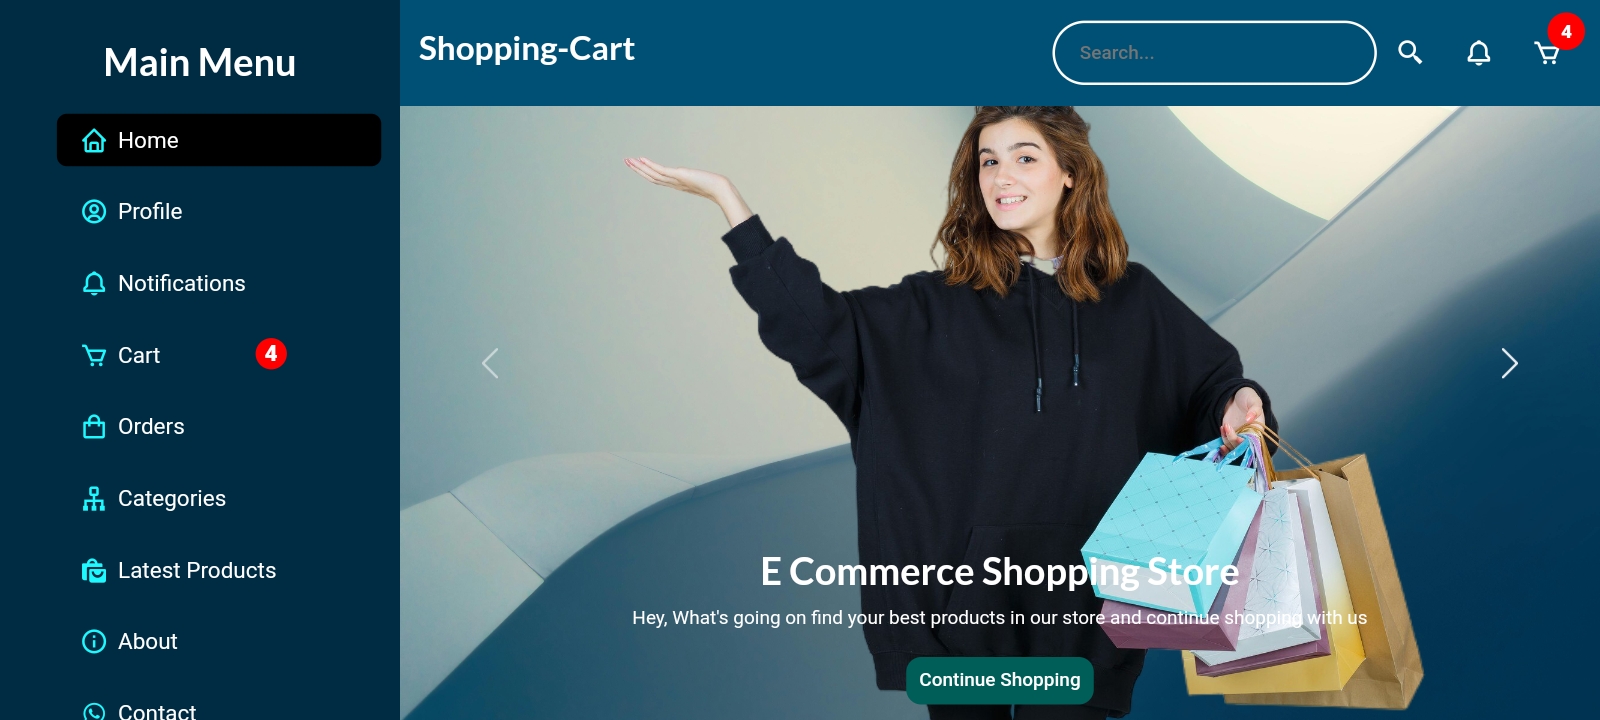 Main Menu
Home
Profile
Notifications
Cart 4
Orders
Categories
Latest Products
About
Contact
Shopping-Cart
Search...
4
E Commerce Shopping Store
Hey, What's going on find your best products in our store and continue shopping with us
Continue Shopping